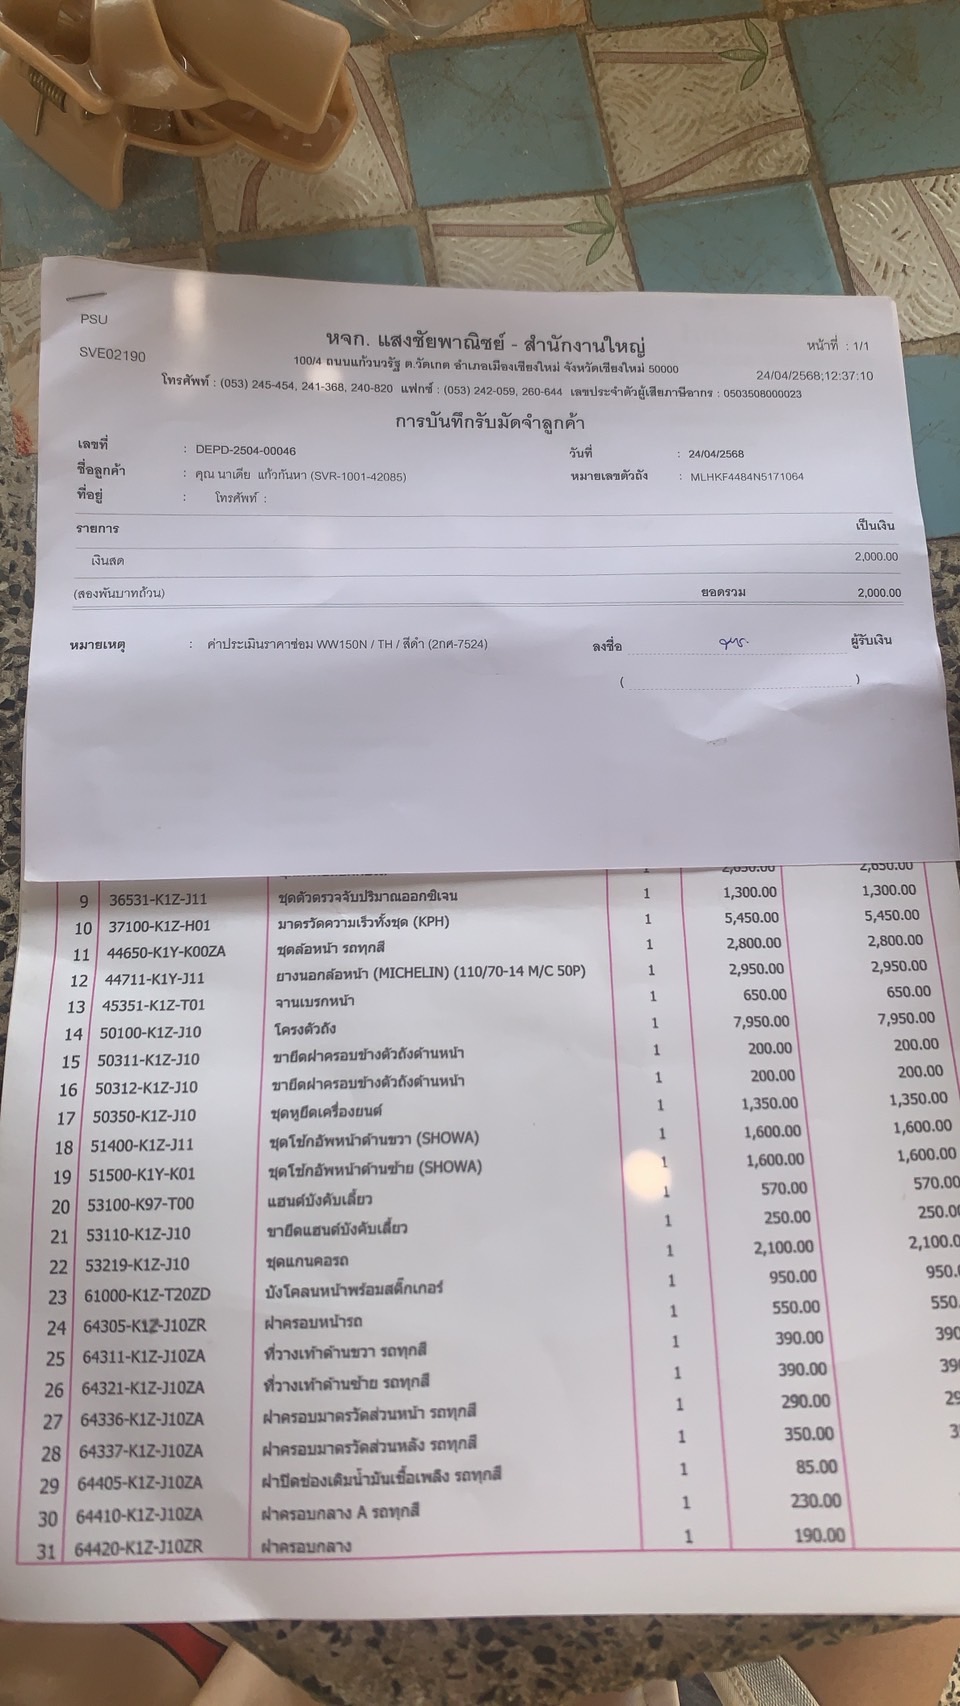 PSU
SVE02190
หจก. แสงชัยพาณิชย์ - สำนักงานใหญ่
หน้าที่ : 1/1
100/4 ถนนแก้วนวรัฐ ต.วัดเกต อำเภอเมืองเชียงใหม่ จังหวัดเชียงใหม่ 50000
24/04/2568;12:37:10
โทรศัพท์ : (053) 245-454, 241-368, 240-820 แฟกซ์ : (053) 242-059, 260-644 เลขประจำตัวผู้เสียภาษีอากร : 0503508000023
การบันทึกรับมัดจำลูกค้า
เลขที่ : DEPD-2504-00046 วันที่ : 24/04/2568
ชื่อลูกค้า : คุณ นาเดีย แก้วกันหา (SVR-1001-42085) หมายเลขตัวถัง : MLHKF4484N5171064
ที่อยู่ : โทรศัพท์ :
รายการ เป็นเงิน
เงินสด 2,000.00
(สองพันบาทถ้วน) ยอดรวม 2,000.00
หมายเหตุ : ค่าประเมินราคาซ่อม WW150N / TH / สีดำ (2กศ-7524) ลงชื่อ ผู้รับเงิน
( )
2,650.00 2,650.00
9 36531-K1Z-J11 ชุดตัวตรวจจับปริมาณออกซิเจน 1 1,300.00 1,300.00
10 37100-K1Z-H01 มาตรวัดความเร็วทั้งชุด (KPH) 1 5,450.00 5,450.00
11 44650-K1Y-K00ZA ชุดล้อหน้า รถทุกสี 1 2,800.00 2,800.00
12 44711-K1Y-J11 ยางนอกล้อหน้า (MICHELIN) (110/70-14 M/C 50P) 1 2,950.00 2,950.00
13 45351-K1Z-T01 จานเบรกหน้า 1 650.00 650.00
14 50100-K1Z-J10 โครงตัวถัง 1 7,950.00 7,950.00
15 50311-K1Z-J10 ขายึดฝาครอบข้างตัวถังด้านหน้า 1 200.00 200.00
16 50312-K1Z-J10 ขายึดฝาครอบข้างตัวถังด้านหน้า 1 200.00 200.00
17 50350-K1Z-J10 ชุดหูยึดเครื่องยนต์ 1 1,350.00 1,350.00
18 51400-K1Z-J11 ชุดโช้กอัพหน้าด้านขวา (SHOWA) 1 1,600.00 1,600.00
19 51500-K1Y-K01 ชุดโช้กอัพหน้าด้านซ้าย (SHOWA) 1 1,600.00 1,600.00
20 53100-K97-T00 แฮนด์บังคับเลี้ยว 1 570.00 570.00
21 53110-K1Z-J10 ขายึดแฮนด์บังคับเลี้ยว 1 250.00 250.00
22 53219-K1Z-J10 ชุดแกนคอรถ 1 2,100.00 2,100.0
23 61000-K1Z-T20ZD บังโคลนหน้าพร้อมสติ๊กเกอร์ 1 950.00 950.
24 64305-K1Z-J10ZR ฝาครอบหน้ารถ 1 550.00 550.
25 64311-K1Z-J10ZA ที่วางเท้าด้านขวา รถทุกสี 1 390.00 390
26 64321-K1Z-J10ZA ที่วางเท้าด้านซ้าย รถทุกสี 1 390.00 39
27 64336-K1Z-J10ZA ฝาครอบมาตรวัดส่วนหน้า รถทุกสี 1 290.00 29
28 64337-K1Z-J10ZA ฝาครอบมาตรวัดส่วนหลัง รถทุกสี 1 350.00 3
29 64405-K1Z-J10ZA ฝาปิดช่องเติมน้ำมันเชื้อเพลิง รถทุกสี 1 85.00
30 64410-K1Z-J10ZA ฝาครอบกลาง A รถทุกสี 1 230.00
31 64420-K1Z-J10ZR ฝาครอบกลาง 1 190.00